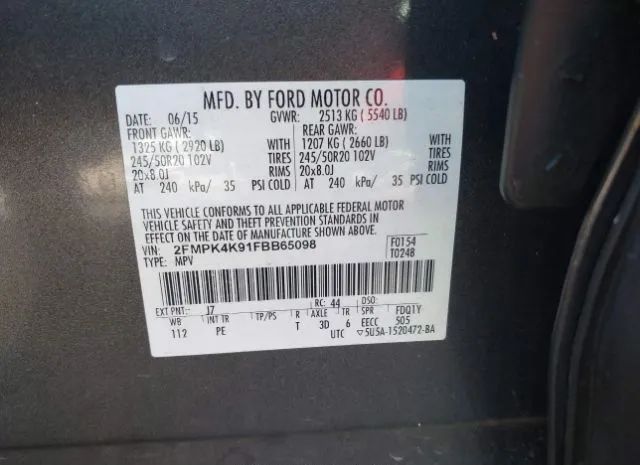 MFD. BY FORD MOTOR CO.
DATE: 06/15 GVWR: 2513 KG ( 5540 LB)
FRONT GAWR: REAR GAWR:
1325 KG ( 2920 LB) WITH 1207 KG ( 2660 LB) WITH
245/50R20 102V TIRES 245/50R20 102V TIRES
20x8.0J RIMS 20x8.0J RIMS
AT 240 kPa/ 35 PSI COLD AT 240 kPa/ 35 PSI COLD
THIS VEHICLE CONFORMS TO ALL APPLICABLE FEDERAL MOTOR
VEHICLE SAFETY AND THEFT PREVENTION STANDARDS IN
EFFECT ON THE DATE OF MANUFACTURE SHOWN ABOVE.
VIN: 2FMPK4K91FBB65098 F0154
TYPE: MPV T0248
EXT PNT: J7 RC: 44 DSO:
WB INT TR TP/PS R AXLE TR SPR FDQ1Y
112 PE T 3D 6 EECC 505
UTC ▽5U5A-1520472-BA